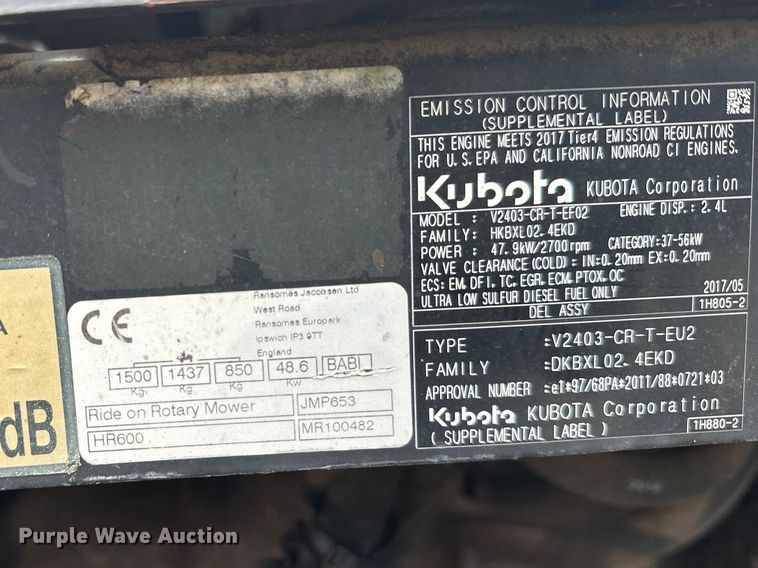 A
dB
CE
Ransomes Jacobsen Ltd
West Road
Ransomes Europark
Ipswich IP3 9TT
England
1500 1437 850 48.6 BABI
Kg. Kg. Kg Kw
Ride on Rotary Mower JMP653
HR600 MR100482
EMISSION CONTROL INFORMATION
(SUPPLEMENTAL LABEL)
THIS ENGINE MEETS 2017 Tier4 EMISSION REGULATIONS
FOR U.S.EPA AND CALIFORNIA NONROAD CI ENGINES.
Kubota KUBOTA Corporation
MODEL : V2403-CR-T-EF02 ENGINE DISP.: 2.4L
FAMILY: HKBXL02.4EKD
POWER : 47.9kW/2700rpm CATEGORY:37-56kW
VALVE CLEARANCE(COLD): IN:0.20mm EX:0.20mm
ECS: EM, DFI, TC, EGR, ECM, PTOX, OC
ULTRA LOW SULFUR DIESEL FUEL ONLY 2017/05
DEL ASSY 1H805-2
TYPE :V2403-CR-T-EU2
FAMILY :DKBXL02.4EKD
APPROVAL NUMBER :e1*97/68PA*2011/88*0721*03
Kubota KUBOTA Corporation
(SUPPLEMENTAL LABEL) 1H880-2
Purple Wave Auction